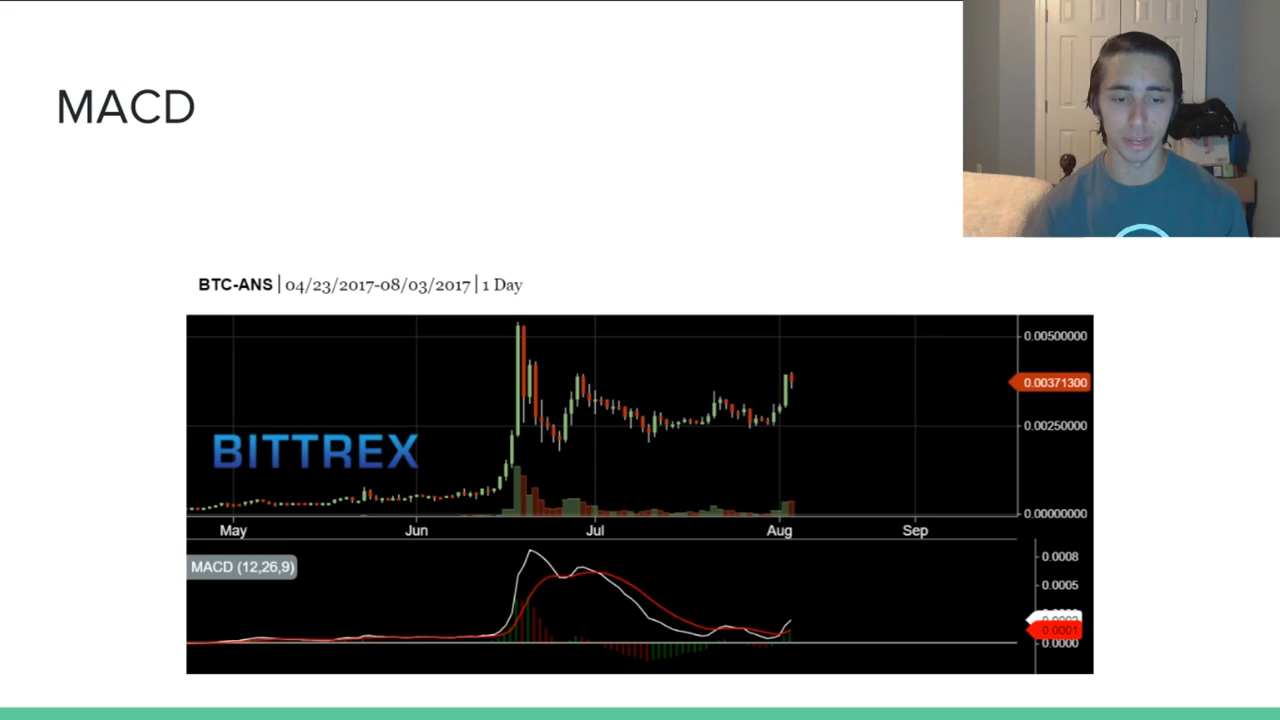 MACD
BTC-ANS | 04/23/2017-08/03/2017 | 1 Day
0.00500000
0.00371300
0.00250000
BITTREX
0.00000000
May Jun Jul Aug Sep
MACD (12,26,9)
0.0008
0.0005
0.0001
0.0000